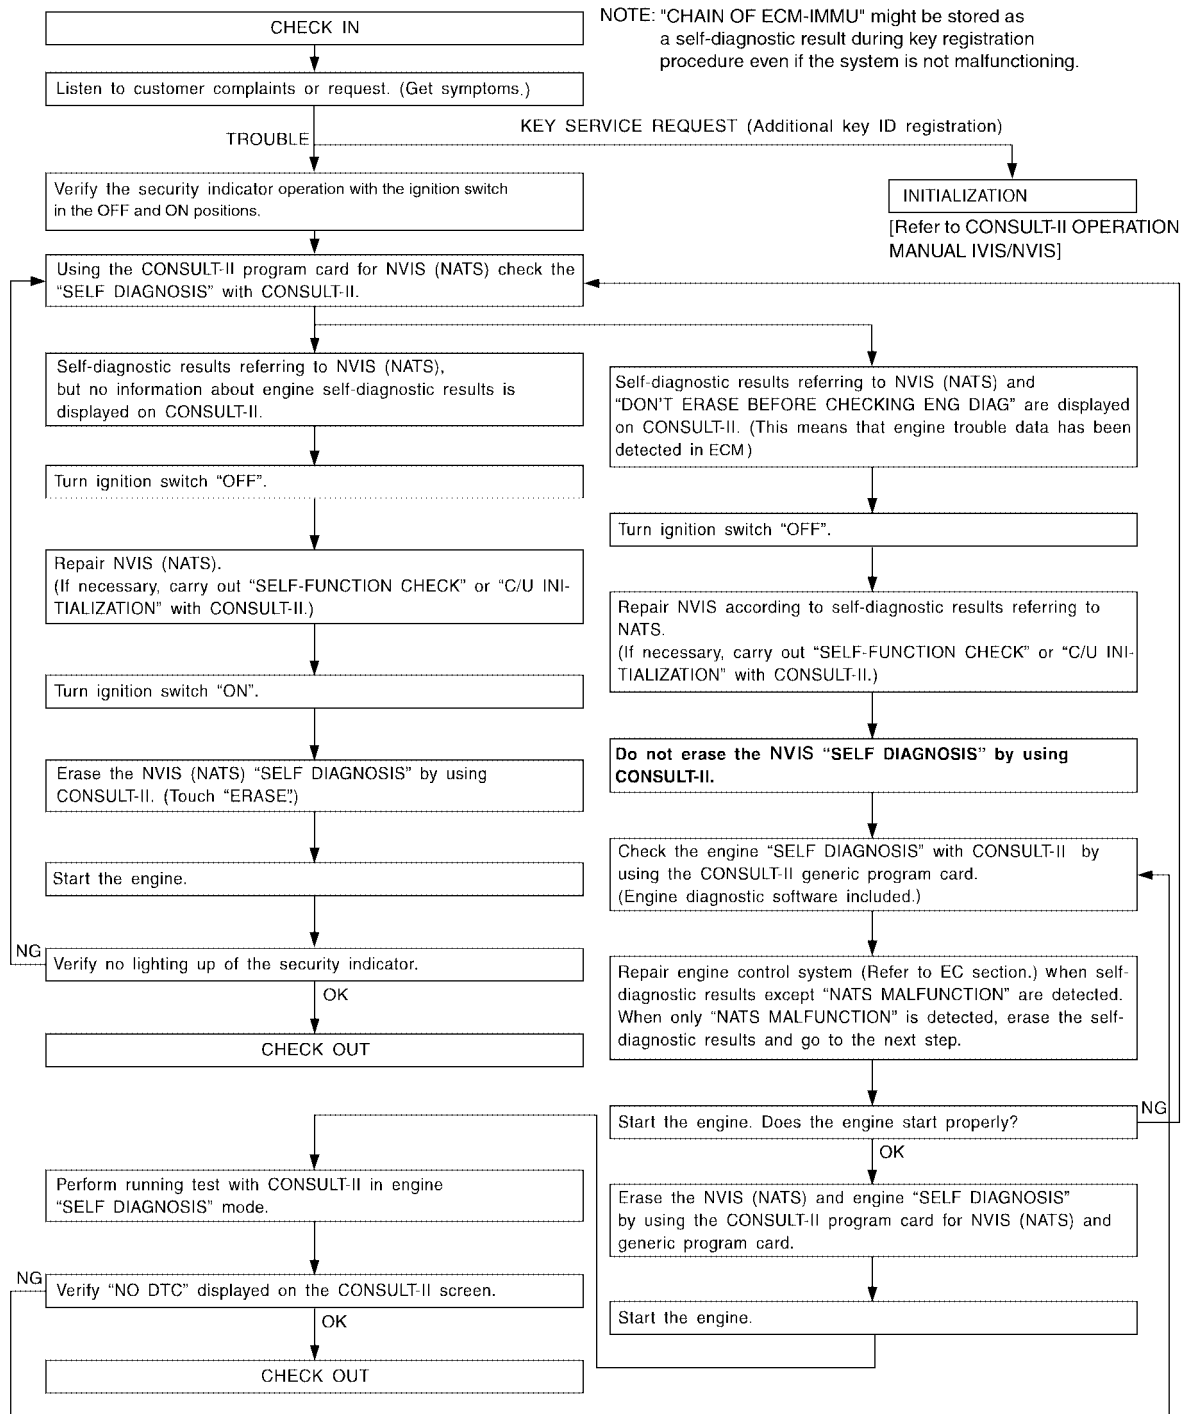 CHECK IN
NOTE: "CHAIN OF ECM-IMMU" might be stored as
a self-diagnostic result during key registration
procedure even if the system is not malfunctioning.
Listen to customer complaints or request. (Get symptoms.)
TROUBLE
KEY SERVICE REQUEST (Additional key ID registration)
Verify the security indicator operation with the ignition switch
in the OFF and ON positions.
INITIALIZATION
[Refer to CONSULT-II OPERATION
MANUAL IVIS/NVIS]
Using the CONSULT-II program card for NVIS (NATS) check the
“SELF DIAGNOSIS” with CONSULT-II.
Self-diagnostic results referring to NVIS (NATS),
but no information about engine self-diagnostic results is
displayed on CONSULT-II.
Turn ignition switch “OFF”.
Repair NVIS (NATS).
(If necessary, carry out “SELF-FUNCTION CHECK” or “C/U INI-
TIALIZATION” with CONSULT-II.)
Turn ignition switch “ON”.
Erase the NVIS (NATS) “SELF DIAGNOSIS” by using
CONSULT-II. (Touch “ERASE”.)
Start the engine.
NG
Verify no lighting up of the security indicator.
OK
CHECK OUT
Self-diagnostic results referring to NVIS (NATS) and
“DON'T ERASE BEFORE CHECKING ENG DIAG” are displayed
on CONSULT-II. (This means that engine trouble data has been
detected in ECM)
Turn ignition switch “OFF”.
Repair NVIS according to self-diagnostic results referring to
NATS.
(If necessary, carry out “SELF-FUNCTION CHECK” or “C/U INI-
TIALIZATION” with CONSULT-II.)
Do not erase the NVIS “SELF DIAGNOSIS” by using
CONSULT-II.
Check the engine “SELF DIAGNOSIS” with CONSULT-II by
using the CONSULT-II generic program card.
(Engine diagnostic software included.)
Repair engine control system (Refer to EC section.) when self-
diagnostic results except “NATS MALFUNCTION” are detected.
When only “NATS MALFUNCTION” is detected, erase the self-
diagnostic results and go to the next step.
Start the engine. Does the engine start properly?
NG
OK
Erase the NVIS (NATS) and engine “SELF DIAGNOSIS”
by using the CONSULT-II program card for NVIS (NATS) and
generic program card.
Start the engine.
Perform running test with CONSULT-II in engine
“SELF DIAGNOSIS” mode.
NG
Verify “NO DTC” displayed on the CONSULT-II screen.
OK
CHECK OUT